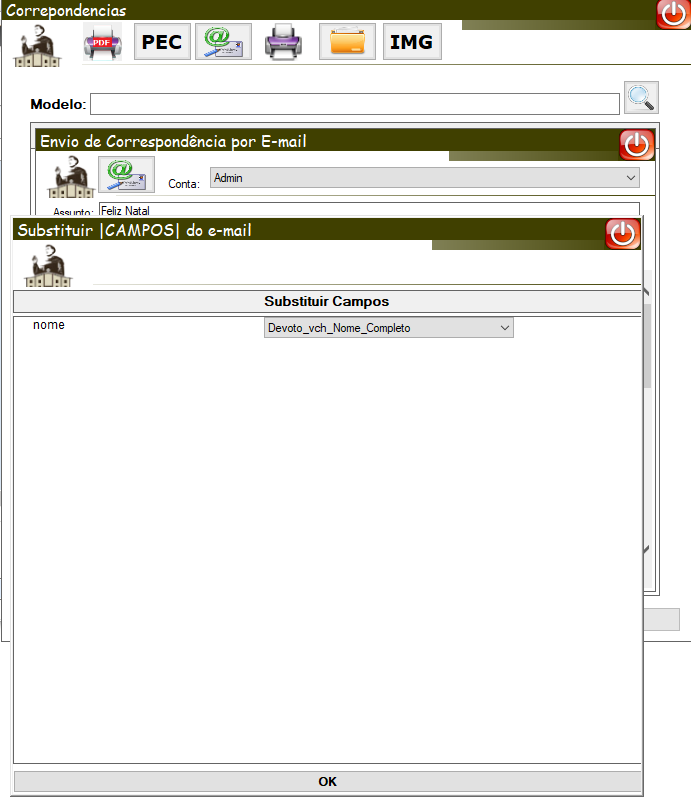 Correpondencias
PDF
PEC
IMG
Modelo:
Envio de Correspondência por E-mail
Conta: Admin
Assunto: Feliz Natal
Substituir |CAMPOS| do e-mail
Substituir Campos
nome Devoto_vch_Nome_Completo
OK